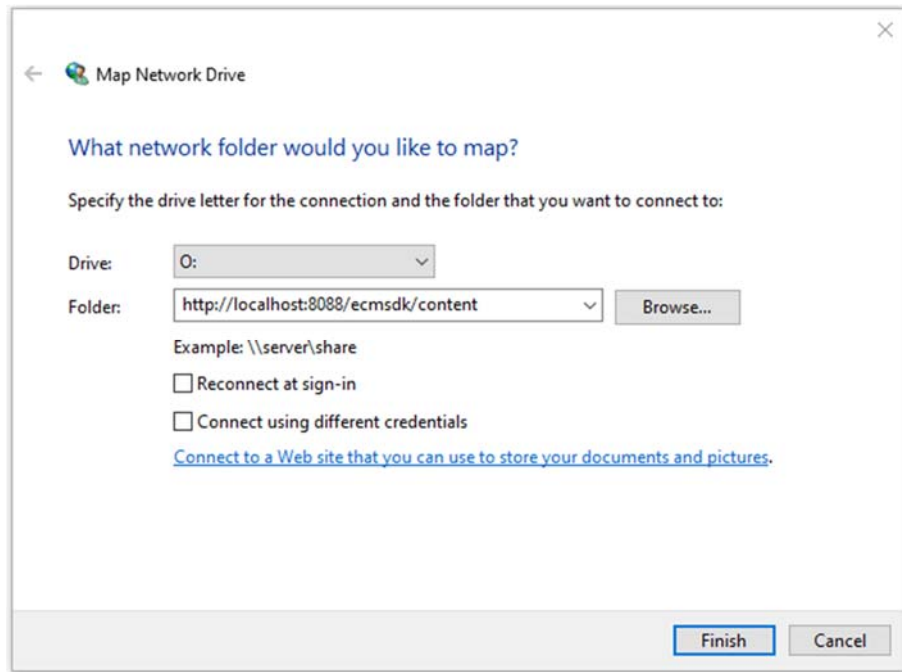 Map Network Drive
What network folder would you like to map?
Specify the drive letter for the connection and the folder that you want to connect to:
Drive: O:
Folder: http://localhost:8088/ecmsdk/content Browse...
Example: \\server\share
Reconnect at sign-in
Connect using different credentials
Connect to a Web site that you can use to store your documents and pictures.
Finish Cancel